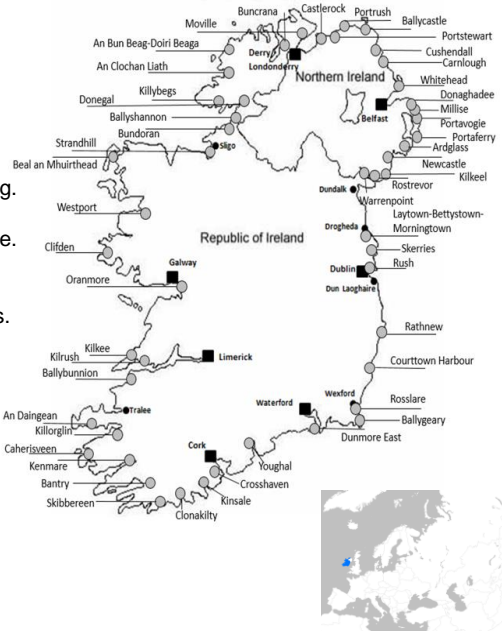 Buncrana
Castlerock
Portrush
Moville
Ballycastle
Portstewert
An Bun Beag-Doiri Beaga
Derry
Londonderry
Cushendall
Carnlough
An Clochan Liath
Northern Ireland
Whitehead
Killybegs
Donaghadee
Donegal
Millise
Belfast
Portavogie
Ballyshannon
Bundoran
Portaferry
Strandhill
Sligo
Ardglass
Beal an Mhuirthead
Newcastle
Kilkeel
g.
Dundalk
Rostrevor
Warrenpoint
Westport
Laytown-Bettystown-
Morningtown
Drogheda
e.
Republic of Ireland
Clifden
Skerries
Galway
Dublin
Rush
Oranmore
Dun Laoghaire
s.
Rathnew
Kilkee
Kilrush
Limerick
Courttown Harbour
Ballybunnion
Wexford
Waterford
Rosslare
An Daingean
Tralee
Ballygeary
Killorglin
Dunmore East
Cork
Caherisveen
Youghal
Kenmare
Crosshaven
Bantry
Kinsale
Skibbereen
Clonakilty